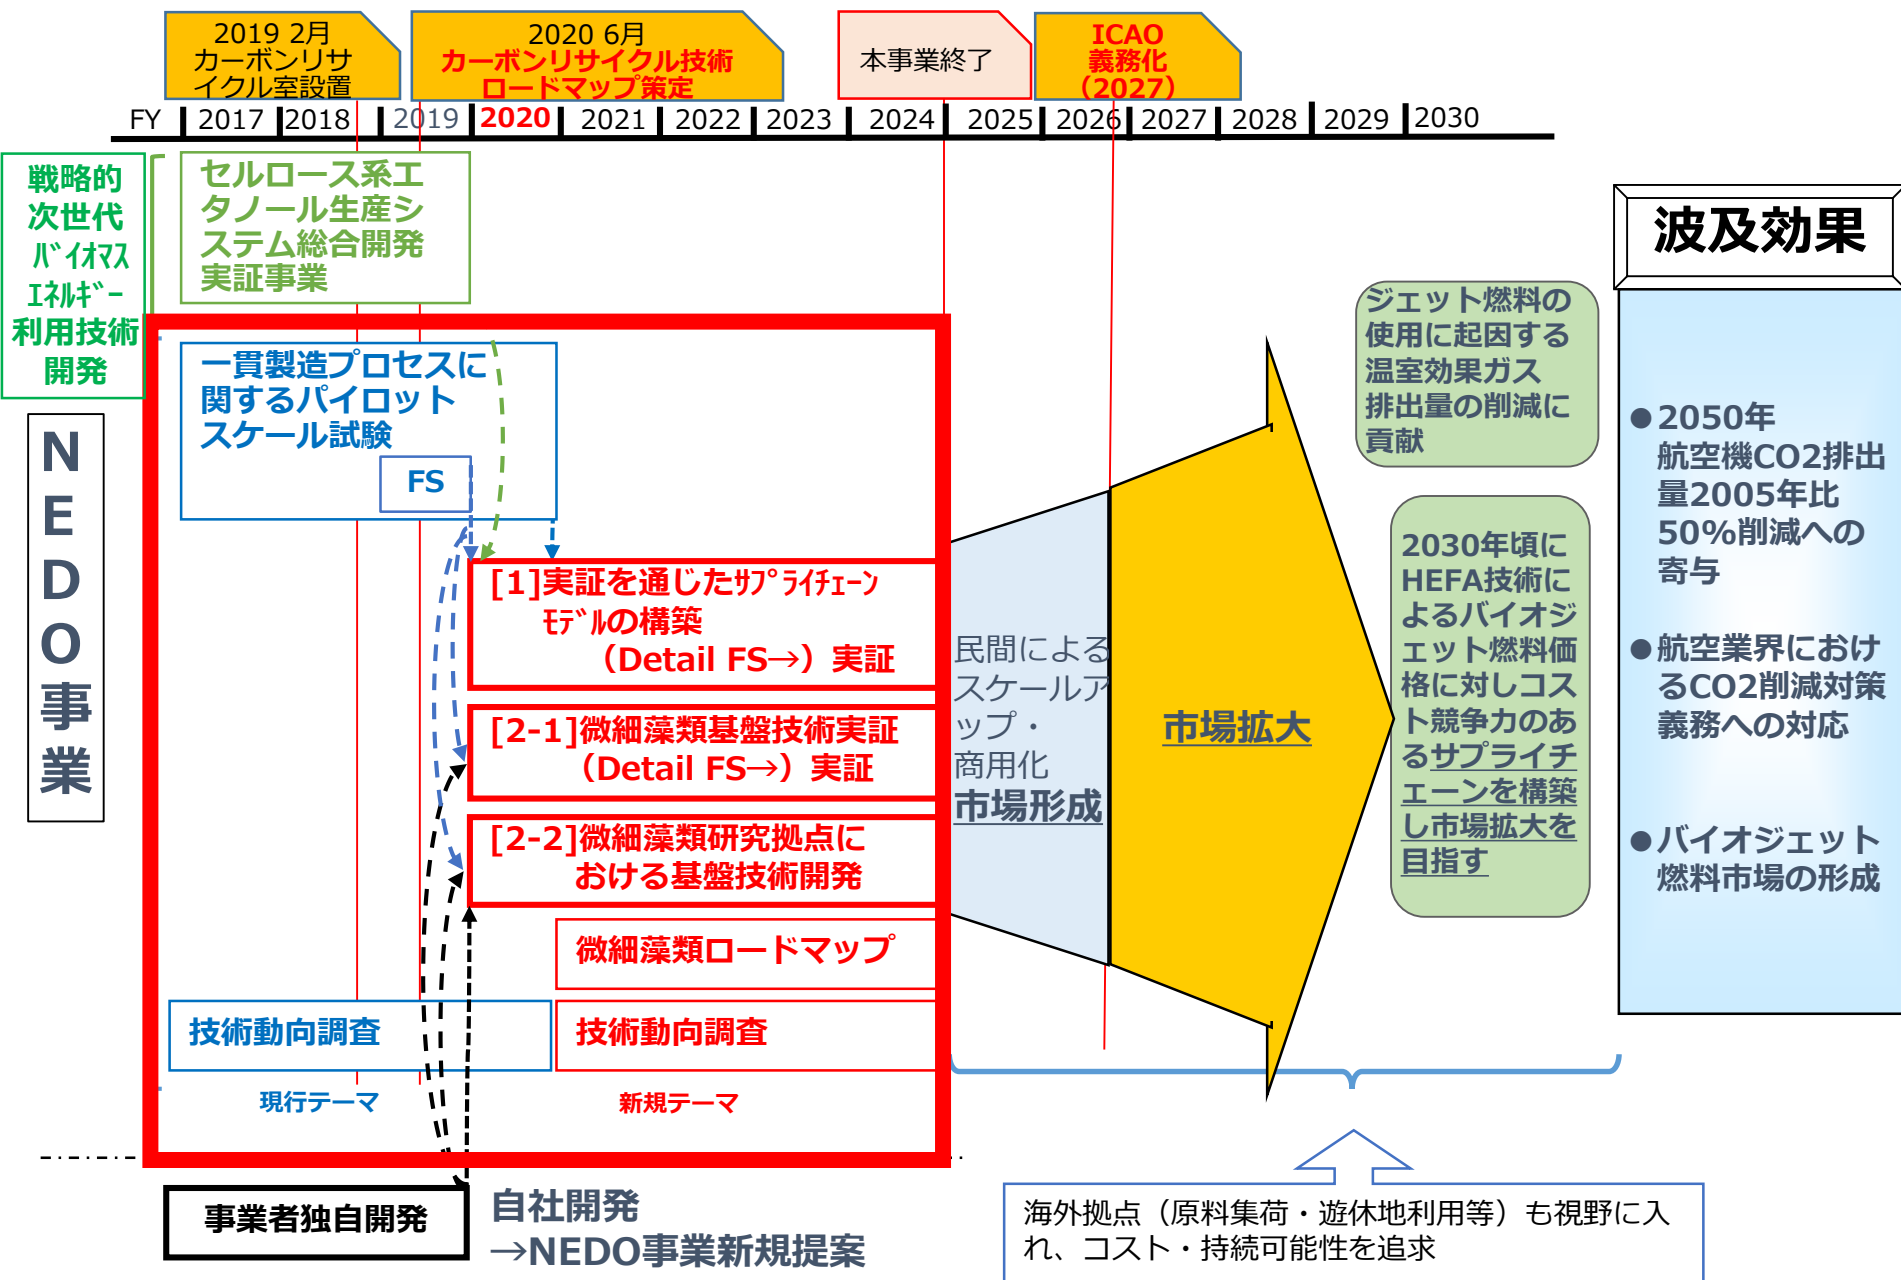 2019 2月
カーボンリサ
イクル室設置
2020 6月
カーボンリサイクル技術
ロードマップ策定
本事業終了
ICAO
義務化
（2027）
FY 2017 2018 2019 2020 2021 2022 2023 2024 2025 2026 2027 2028 2029 2030
戦略的
次世代
ﾊﾞｲｵﾏｽ
ｴﾈﾙｷﾞｰ
利用技術
開発
セルロース系エ
タノール生産シ
ステム総合開発
実証事業
NEDO事業
一貫製造プロセスに
関するパイロット
スケール試験
FS
[1]実証を通じたｻﾌﾟﾗｲﾁｪｰﾝ
ﾓﾃﾞﾙの構築
（Detail FS→）実証
[2-1]微細藻類基盤技術実証
（Detail FS→）実証
[2-2]微細藻類研究拠点に
おける基盤技術開発
微細藻類ロードマップ
技術動向調査
技術動向調査
現行テーマ
新規テーマ
事業者独自開発
自社開発
→NEDO事業新規提案
民間による
スケールア
ップ・
商用化
市場形成
市場拡大
ジェット燃料の
使用に起因する
温室効果ガス
排出量の削減に
貢献
2030年頃に
HEFA技術に
よるバイオジ
ェット燃料価
格に対しコス
ト競争力のあ
るサプライチ
ェーンを構築
し市場拡大を
目指す
波及効果
●2050年
航空機CO2排出
量2005年比
50%削減への
寄与
●航空業界におけ
るCO2削減対策
義務への対応
●バイオジェット
燃料市場の形成
海外拠点（原料集荷・遊休地利用等）も視野に入
れ、コスト・持続可能性を追求